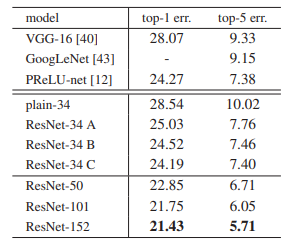 model top-1 err. top-5 err.
VGG-16 [40] 28.07 9.33
GoogLeNet [43] - 9.15
PReLU-net [12] 24.27 7.38
plain-34 28.54 10.02
ResNet-34 A 25.03 7.76
ResNet-34 B 24.52 7.46
ResNet-34 C 24.19 7.40
ResNet-50 22.85 6.71
ResNet-101 21.75 6.05
ResNet-152 21.43 5.71